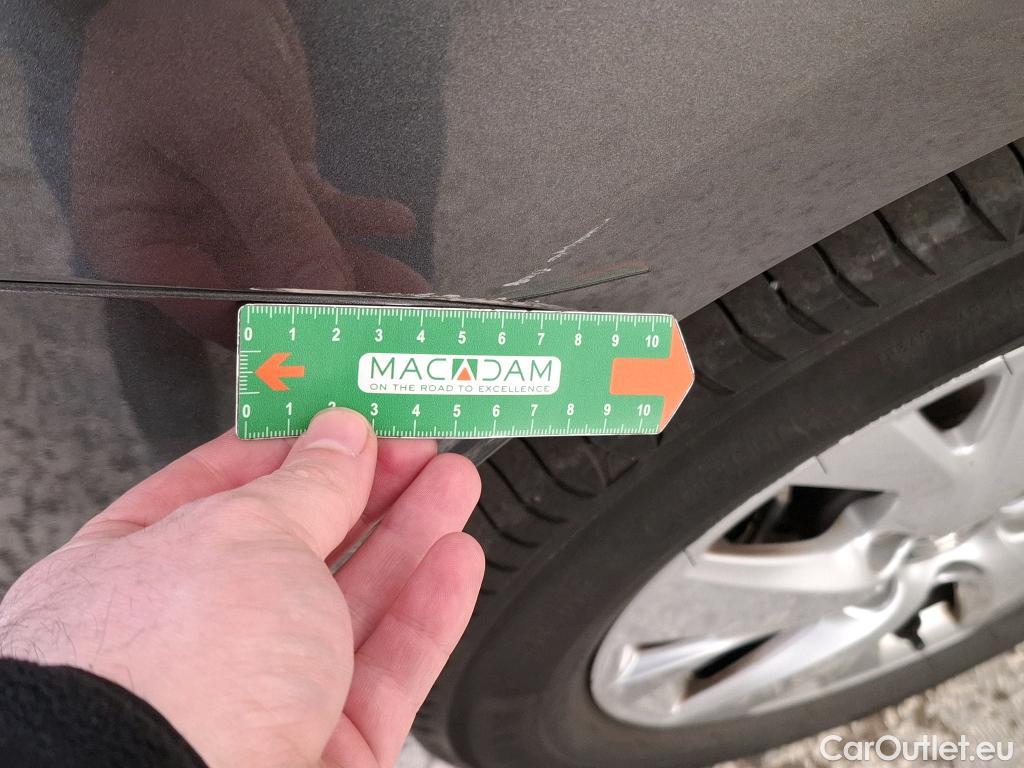 0 1 2 3 4 5 6 7 8 9 10
MACADAM
ON THE ROAD TO EXCELLENCE
0 1 2 3 4 5 6 7 8 9 10
CarOutlet.eu